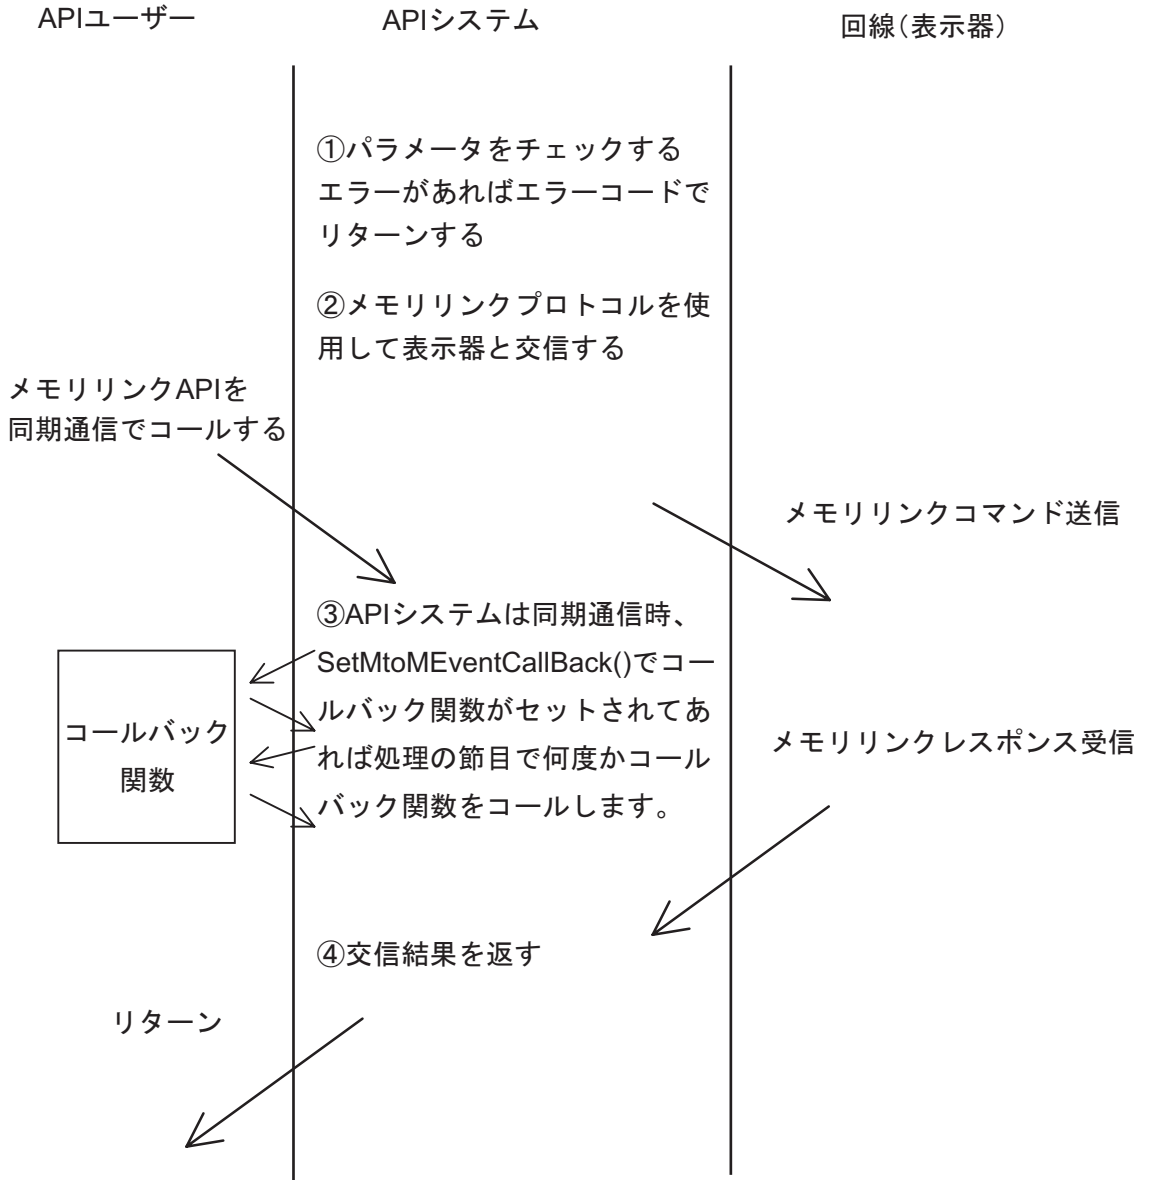 APIユーザー
APIシステム
回線(表示器)
①パラメータをチェックする
エラーがあればエラーコードで
リターンする
②メモリリンクプロトコルを使
用して表示器と交信する
メモリリンクAPIを
同期通信でコールする
メモリリンクコマンド送信
③APIシステムは同期通信時、
SetMtoMEventCallBack()でコー
ルバック関数がセットされてあ
れば処理の節目で何度かコール
バック関数をコールします。
コールバック
関数
メモリリンクレスポンス受信
④交信結果を返す
リターン